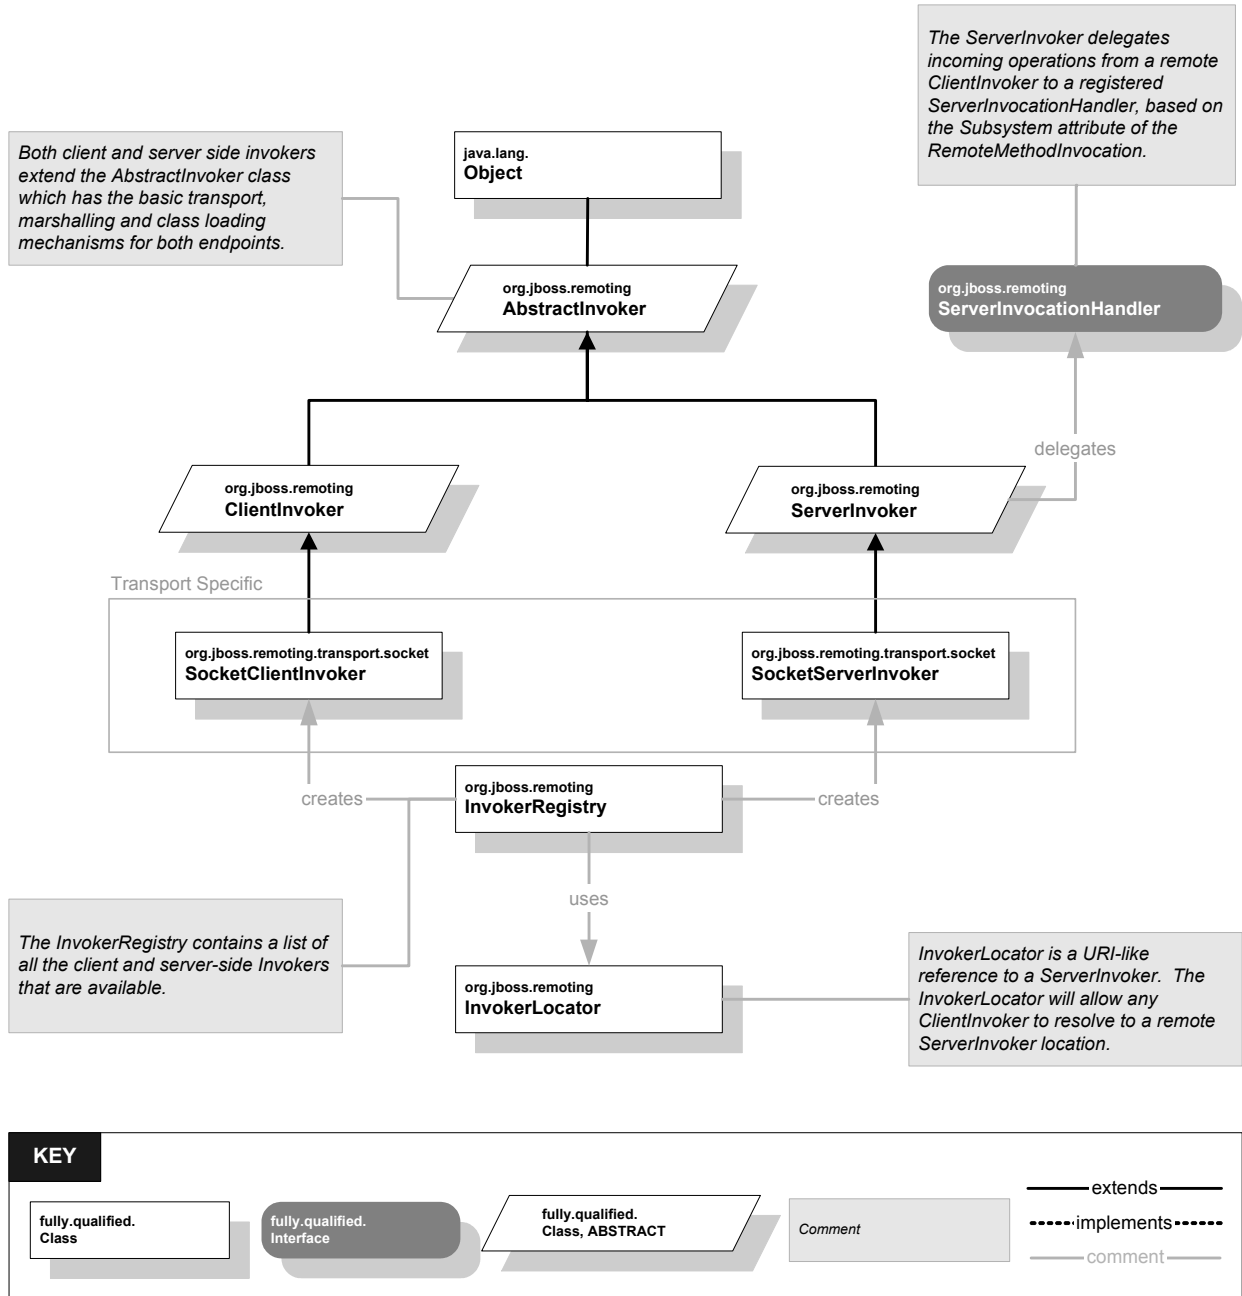 The ServerInvoker delegates
incoming operations from a remote
ClientInvoker to a registered
ServerInvocationHandler, based on
the Subsystem attribute of the
RemoteMethodInvocation.
Both client and server side invokers
extend the AbstractInvoker class
which has the basic transport,
marshalling and class loading
mechanisms for both endpoints.
java.lang.
Object
org.jboss.remoting
AbstractInvoker
org.jboss.remoting
ServerInvocationHandler
delegates
org.jboss.remoting
ClientInvoker
org.jboss.remoting
ServerInvoker
Transport Specific
org.jboss.remoting.transport.socket
SocketClientInvoker
org.jboss.remoting.transport.socket
SocketServerInvoker
creates
org.jboss.remoting
InvokerRegistry
creates
uses
The InvokerRegistry contains a list of
all the client and server-side Invokers
that are available.
org.jboss.remoting
InvokerLocator
InvokerLocator is a URI-like
reference to a ServerInvoker.  The
InvokerLocator will allow any
ClientInvoker to resolve to a remote
ServerInvoker location.
KEY
fully.qualified.
Class
fully.qualified.
Interface
fully.qualified.
Class, ABSTRACT
Comment
extends
implements
comment